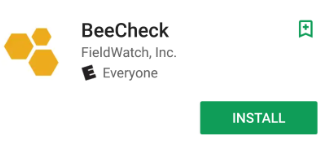 BeeCheck
FieldWatch, Inc.
E Everyone
INSTALL